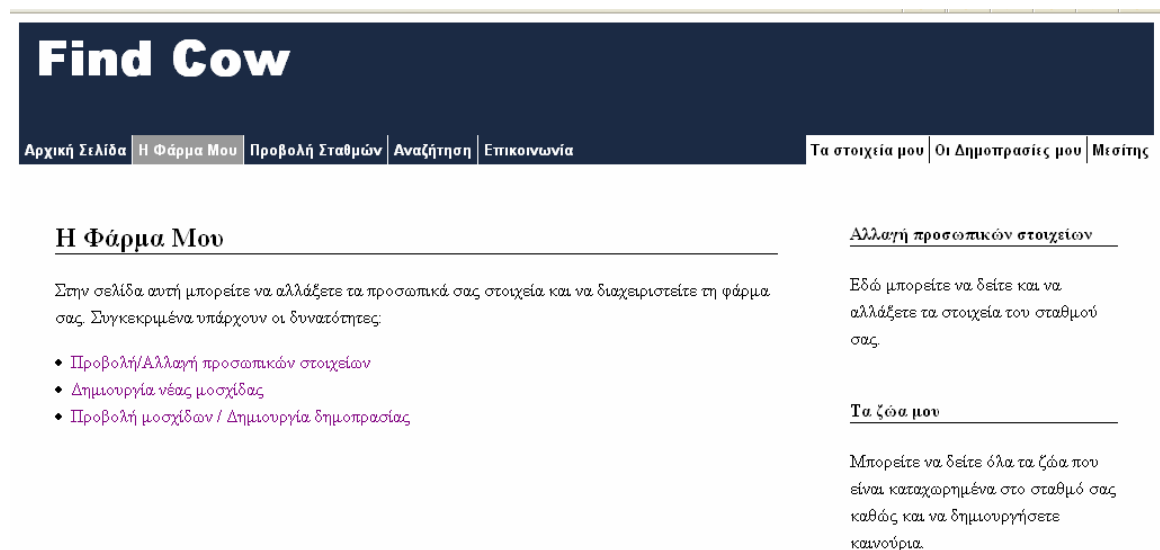 Find Cow
Αρχική Σελίδα Η Φάρμα Μου Προβολή Σταθμών Αναζήτηση Επικοινωνία Τα στοιχεία μου Οι Δημοπρασίες μου Μεσίτης
Η Φάρμα Μου
Στην σελίδα αυτή μπορείτε να αλλάξετε τα προσωπικά σας στοιχεία και να διαχειριστείτε τη φάρμα
σας. Συγκεκριμένα υπάρχουν οι δυνατότητες:
• Προβολή/Αλλαγή προσωπικών στοιχείων
• Δημιουργία νέας μοσχίδας
• Προβολή μοσχίδων / Δημιουργία δημοπρασίας
Αλλαγή προσωπικών στοιχείων
Εδώ μπορείτε να δείτε και να
αλλάξετε τα στοιχεία του σταθμού
σας.
Τα ζώα μου
Μπορείτε να δείτε όλα τα ζώα που
είναι καταχωρημένα στο σταθμό σας
καθώς και να δημιουργήσετε
καινούρια.